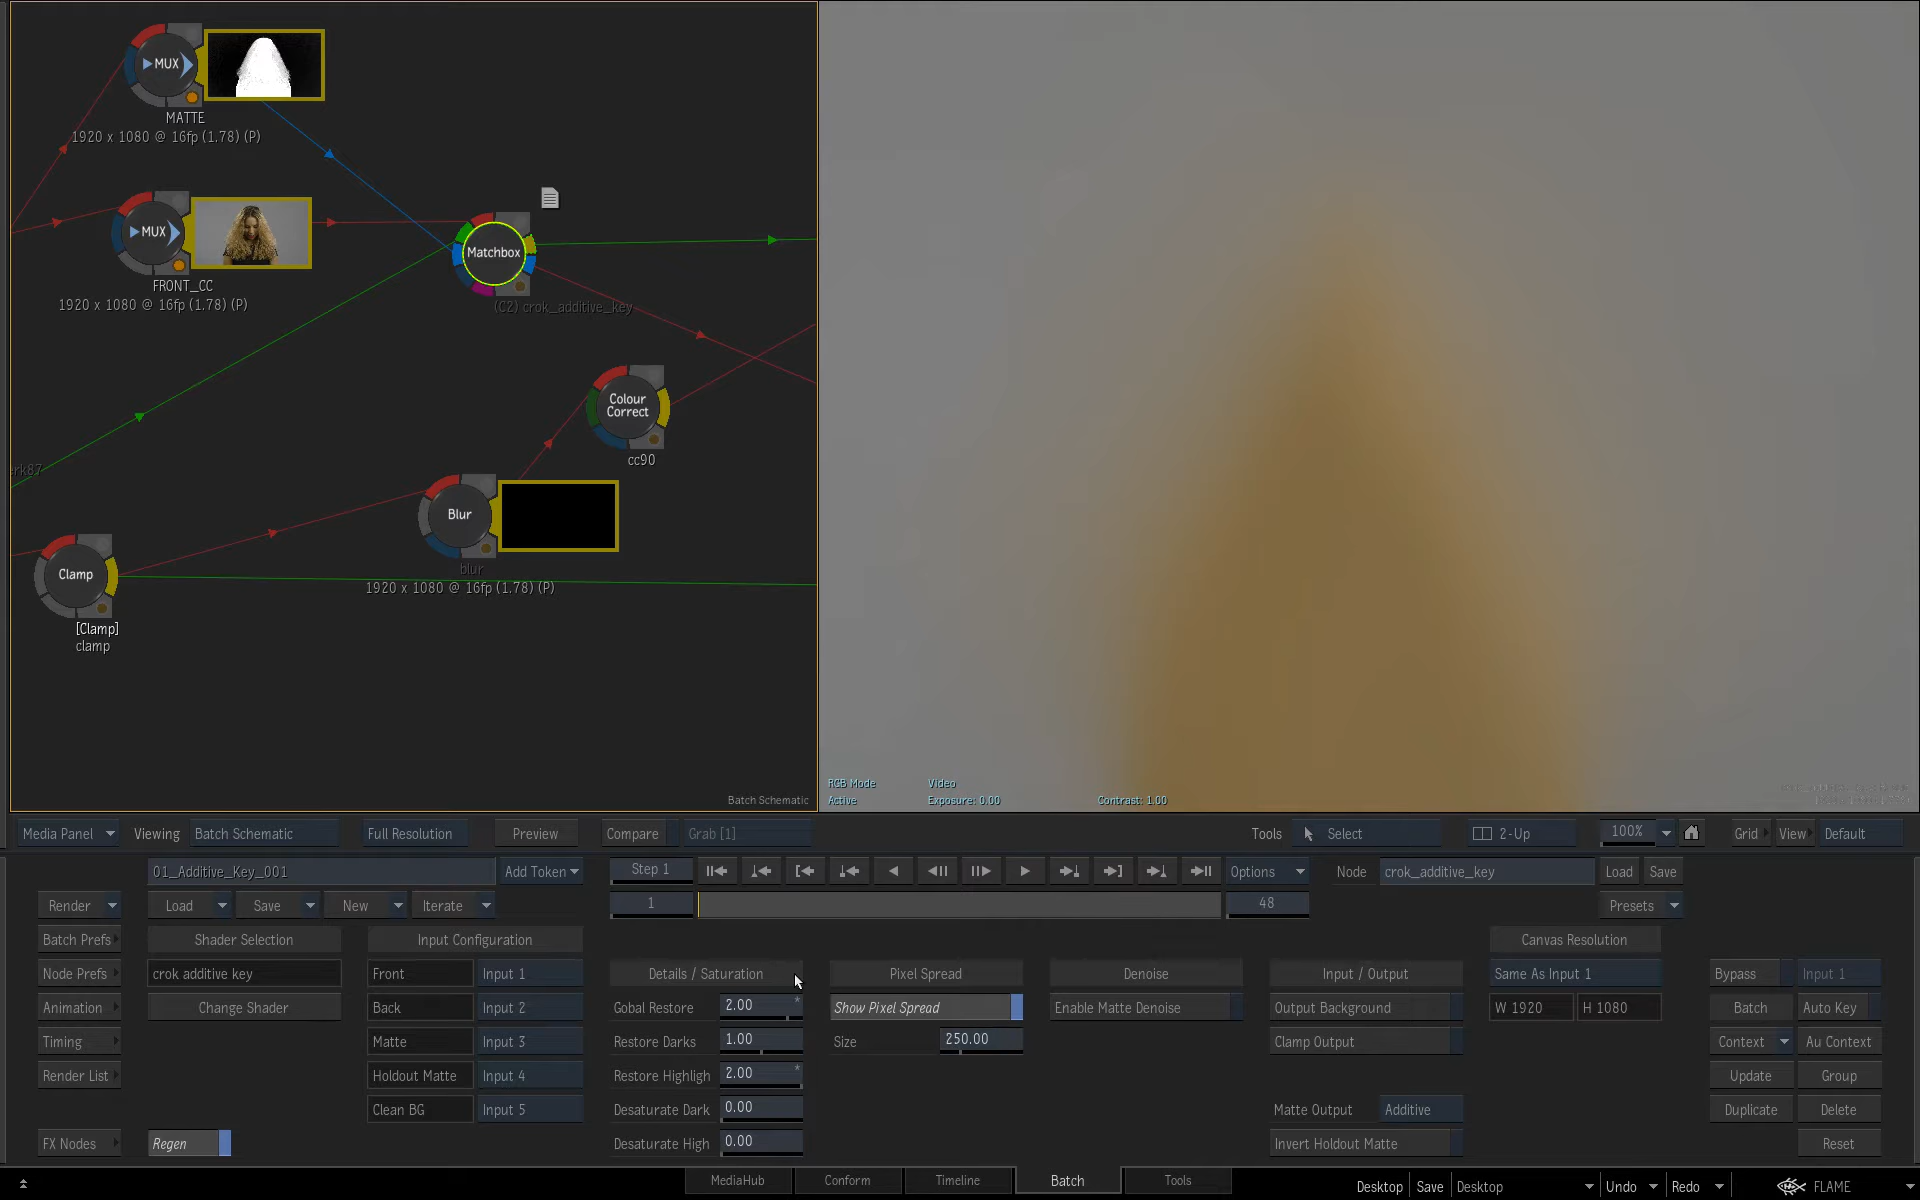 MUX
MATTE
1920 x 1080 @ 16fp (1.78) (P)
MUX
FRONT_CC
1920 x 1080 @ 16fp (1.78) (P)
Matchbox
(C2) crok_additive_key
Colour
Correct
cc90
erk87
Blur
blur
1920 x 1080 @ 16fp (1.78) (P)
Clamp
[Clamp]
clamp
Batch Schematic
RGB Mode Video
Active Exposure: 0.00 Contrast: 1.00
Media Panel Viewing Batch Schematic Full Resolution Preview Compare Grab [1] Tools Select 2-Up 100% Grid View Default
01_Additive_Key_001 Add Token Step 1 Options Node crok_additive_key Load Save
Render Load Save New Iterate 1 48 Presets
Batch Prefs Shader Selection Input Configuration Canvas Resolution
Node Prefs crok additive key Front Input 1 Details / Saturation Pixel Spread Denoise Input / Output Same As Input 1 Bypass Input 1
Animation Change Shader Back Input 2 Gobal Restore 2.00 * Show Pixel Spread Enable Matte Denoise Output Background W 1920 H 1080 Batch Auto Key
Timing Matte Input 3 Restore Darks 1.00 Size 250.00 Clamp Output Context Au Context
Render List Holdout Matte Input 4 Restore Highligh 2.00 * Update Group
Clean BG Input 5 Desaturate Dark 0.00 Matte Output Additive Duplicate Delete
FX Nodes Regen Desaturate High 0.00 Invert Holdout Matte Reset
MediaHub Conform Timeline Batch Tools Desktop Save Desktop Undo Redo FLAME